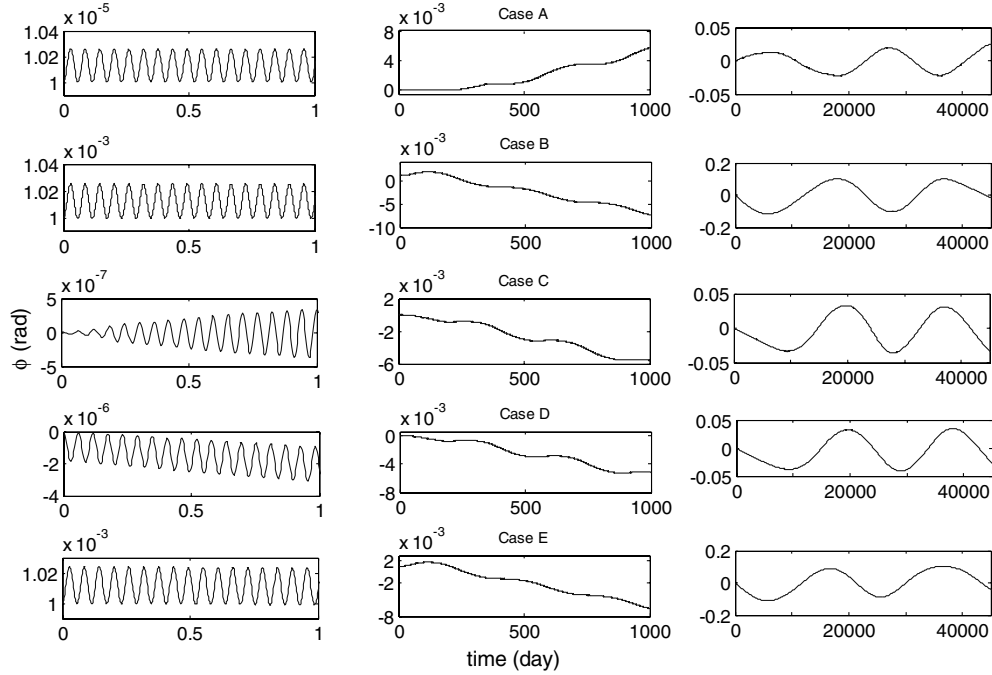 x 10⁻⁵
1.04
1.02
1
0 0.5 1
x 10⁻³
Case A
8
4
0
0 500 1000
0.05
0
-0.05
0 20000 40000
x 10⁻³
1.04
1.02
1
0 0.5 1
x 10⁻³
Case B
0
-5
-10
0 500 1000
0.2
0
-0.2
0 20000 40000
x 10⁻⁷
5
0
-5
0 0.5 1
ϕ (rad)
x 10⁻³
Case C
2
-2
-6
0 500 1000
0.05
0
-0.05
0 20000 40000
x 10⁻⁶
0
-2
-4
0 0.5 1
x 10⁻³
Case D
0
-4
-8
0 500 1000
0.05
0
-0.05
0 20000 40000
x 10⁻³
1.02
1
0 0.5 1
x 10⁻³
Case E
2
-2
-8
0 500 1000
0.2
0
-0.2
0 20000 40000
time (day)